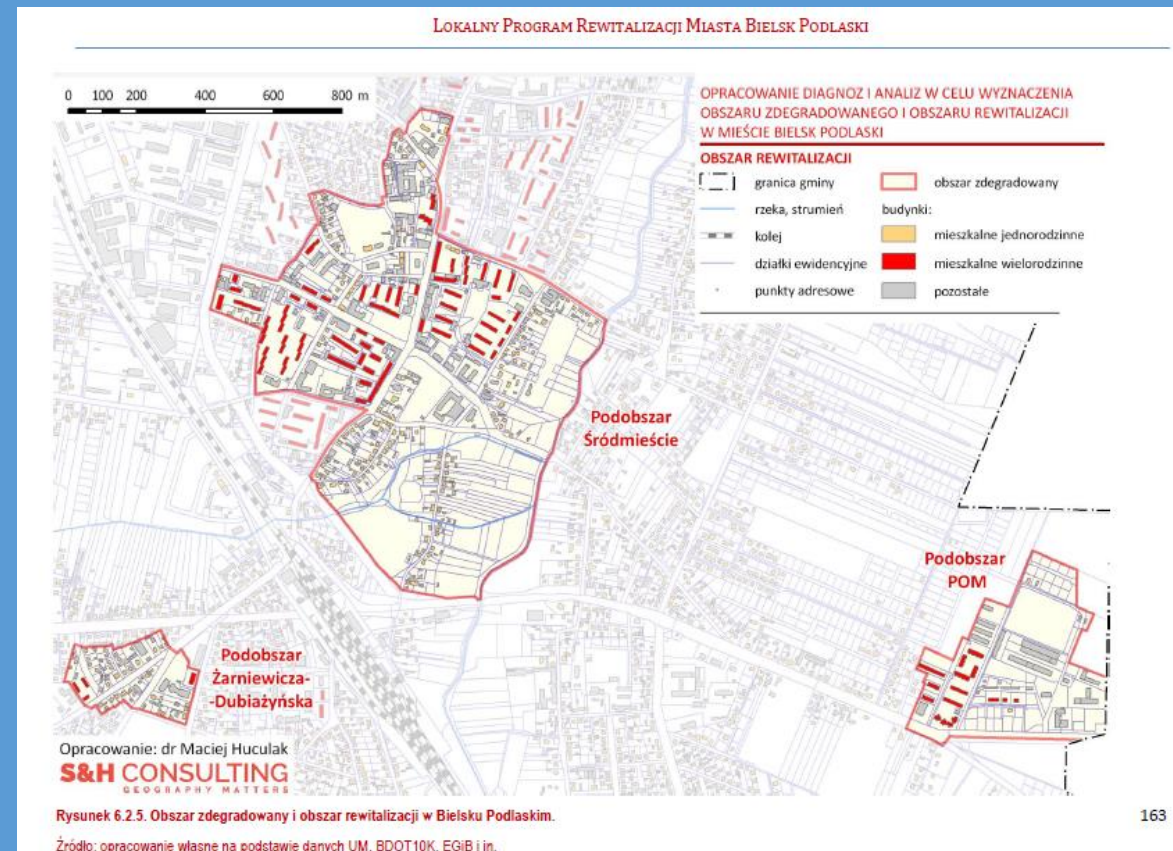 LOKALNY PROGRAM REWITALIZACJI MIASTA BIELSK PODLASKI
0 100 200 400 600 800 m
OPRACOWANIE DIAGNOZ I ANALIZ W CELU WYZNACZENIA
OBSZARU ZDEGRADOWANEGO I OBSZARU REWITALIZACJI
W MIEŚCIE BIELSK PODLASKI
OBSZAR REWITALIZACJI
granica gminy
rzeka, strumień
kolej
działki ewidencyjne
punkty adresowe
obszar zdegradowany
budynki:
mieszkalne jednorodzinne
mieszkalne wielorodzinne
pozostałe
Podobszar
Śródmieście
Podobszar
POM
Podobszar
Żarniewicza-
-Dubiażyńska
Opracowanie: dr Maciej Huculak
S&H CONSULTING
GEOGRAPHY MATTERS
Rysunek 6.2.5. Obszar zdegradowany i obszar rewitalizacji w Bielsku Podlaskim.
163
Źródło: opracowanie własne na podstawie danych UM, BDOT10K, EGiB i in.